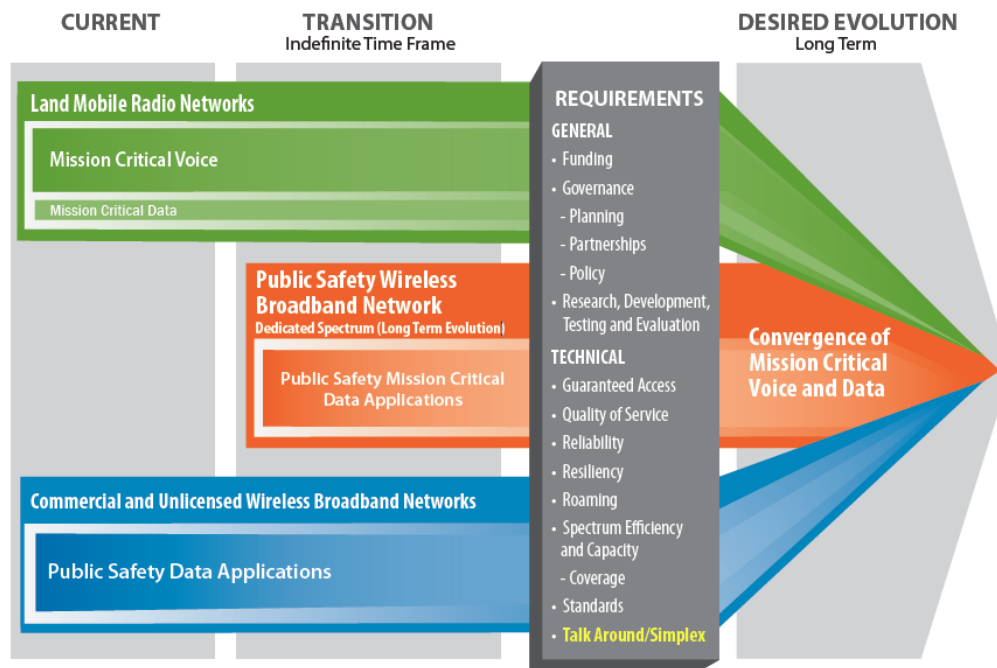 CURRENT
TRANSITION
Indefinite Time Frame
DESIRED EVOLUTION
Long Term
Land Mobile Radio Networks
Mission Critical Voice
Mission Critical Data
Public Safety Wireless
Broadband Network
Dedicated Spectrum (Long Term Evolution)
Public Safety Mission Critical
Data Applications
Commercial and Unlicensed Wireless Broadband Networks
Public Safety Data Applications
REQUIREMENTS
GENERAL
• Funding
• Governance
- Planning
- Partnerships
- Policy
• Research, Development,
Testing and Evaluation
TECHNICAL
• Guaranteed Access
• Quality of Service
• Reliability
• Resiliency
• Roaming
• Spectrum Efficiency
and Capacity
- Coverage
• Standards
• Talk Around/Simplex
Convergence of
Mission Critical
Voice and Data